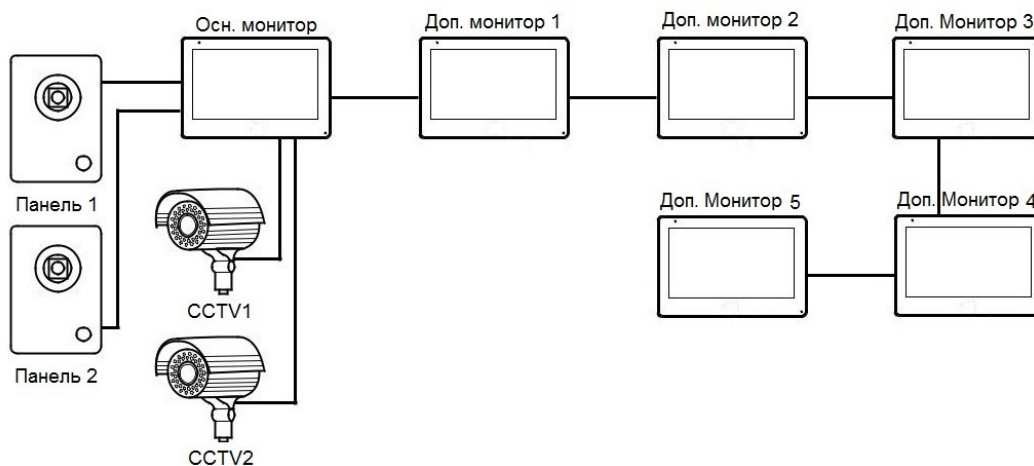 Осн. монитор
Доп. монитор 1
Доп. монитор 2
Доп. Монитор 3
Панель 1
Доп. Монитор 5
Доп. Монитор 4
CCTV1
Панель 2
CCTV2